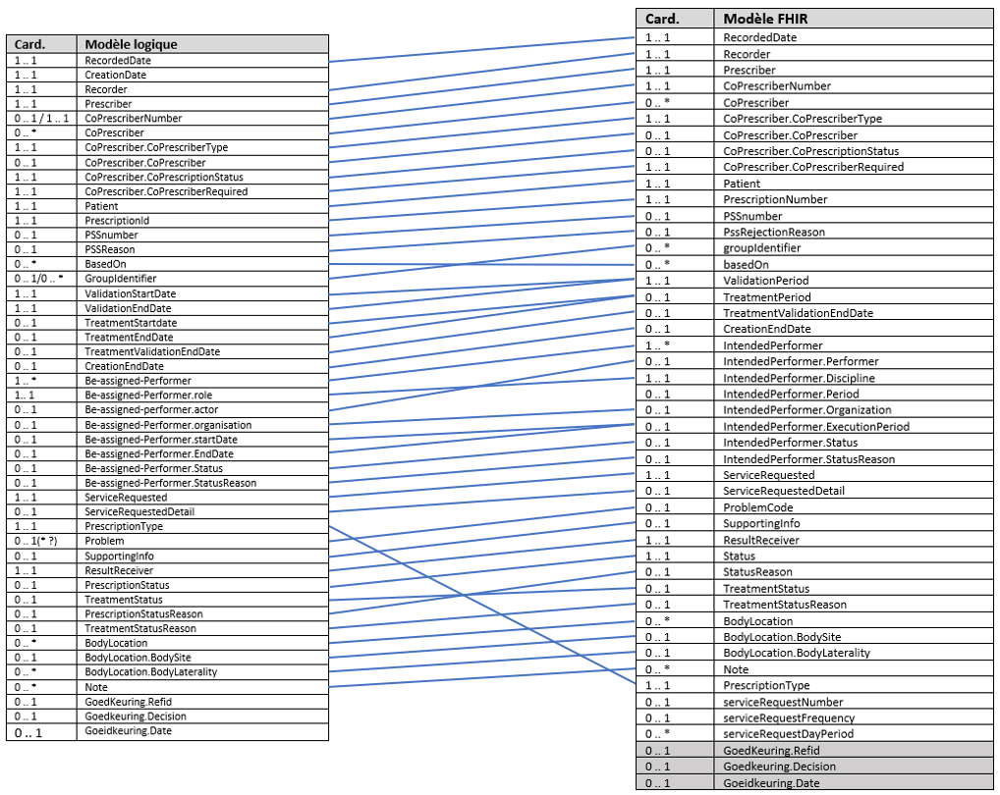 Card. Modèle logique
1 .. 1 RecordedDate
1 .. 1 CreationDate
1 .. 1 Recorder
1 .. 1 Prescriber
0 .. 1 / 1 .. 1 CoPrescriberNumber
0 .. * CoPrescriber
1 .. 1 CoPrescriber.CoPrescriberType
0 .. 1 CoPrescriber.CoPrescriber
1 .. 1 CoPrescriber.CoPrescriptionStatus
1 .. 1 CoPrescriber.CoPrescriberRequired
1 .. 1 Patient
1 .. 1 PrescriptionId
0 .. 1 PSSnumber
0 .. 1 PSSReason
0 .. * BasedOn
0 .. 1/0 .. * GroupIdentifier
1 .. 1 ValidationStartDate
1 .. 1 ValidationEndDate
0 .. 1 TreatmentStartdate
0 .. 1 TreatmentEndDate
0 .. 1 TreatmentValidationEndDate
0 .. 1 CreationEndDate
1 .. * Be-assigned-Performer
1.. 1 Be-assigned-Performer.role
0 .. 1 Be-assigned-performer.actor
0 .. 1 Be-assigned-Performer.organisation
0 .. 1 Be-assigned-Performer.startDate
0 .. 1 Be-assigned-Performer.EndDate
0 .. 1 Be-assigned-Performer.Status
0 .. 1 Be-assigned-Performer.StatusReason
1 .. 1 ServiceRequested
0 .. 1 ServiceRequestedDetail
1 .. 1 PrescriptionType
0 .. 1(* ?) Problem
0 .. 1 SupportingInfo
1 .. 1 ResultReceiver
0 .. 1 PrescriptionStatus
0 .. 1 TreatmentStatus
0 .. 1 PrescriptionStatusReason
0 .. 1 TreatmentStatusReason
0 .. * BodyLocation
0 .. 1 BodyLocation.BodySite
0 .. * BodyLocation.BodyLaterality
0 .. * Note
0 .. 1 GoedKeuring.Refid
0 .. 1 Goedkeuring.Decision
0 .. 1 Goeidkeuring.Date
Card. Modèle FHIR
1 .. 1 RecordedDate
1 .. 1 Recorder
1 .. 1 Prescriber
1 .. 1 CoPrescriberNumber
0 .. * CoPrescriber
1 .. 1 CoPrescriber.CoPrescriberType
0 .. 1 CoPrescriber.CoPrescriber
0 .. 1 CoPrescriber.CoPrescriptionStatus
1 .. 1 CoPrescriber.CoPrescriberRequired
1 .. 1 Patient
1 .. 1 PrescriptionNumber
0 .. 1 PSSnumber
0 .. 1 PssRejectionReason
0 .. * groupIdentifier
0 .. * basedOn
1 .. 1 ValidationPeriod
0 .. 1 TreatmentPeriod
0 .. 1 TreatmentValidationEndDate
0 .. 1 CreationEndDate
1 .. * IntendedPerformer
0 .. 1 IntendedPerformer.Performer
1 .. 1 IntendedPerformer.Discipline
0 .. 1 IntendedPerformer.Period
0 .. 1 IntendedPerformer.Organization
0 .. 1 IntendedPerformer.ExecutionPeriod
0 .. 1 IntendedPerformer.Status
0 .. 1 IntendedPerformer.StatusReason
1 .. 1 ServiceRequested
0 .. 1 ServiceRequestedDetail
0 .. 1 ProblemCode
0 .. 1 SupportingInfo
1 .. 1 ResultReceiver
1 .. 1 Status
0 .. 1 StatusReason
0 .. 1 TreatmentStatus
0 .. 1 TreatmentStatusReason
0 .. * BodyLocation
0 .. 1 BodyLocation.BodySite
0 .. 1 BodyLocation.BodyLaterality
0 .. * Note
1 .. 1 PrescriptionType
0 .. 1 serviceRequestNumber
0 .. 1 serviceRequestFrequency
0 .. * serviceRequestDayPeriod
0 .. 1 GoedKeuring.Refid
0 .. 1 Goedkeuring.Decision
0 .. 1 Goeidkeuring.Date